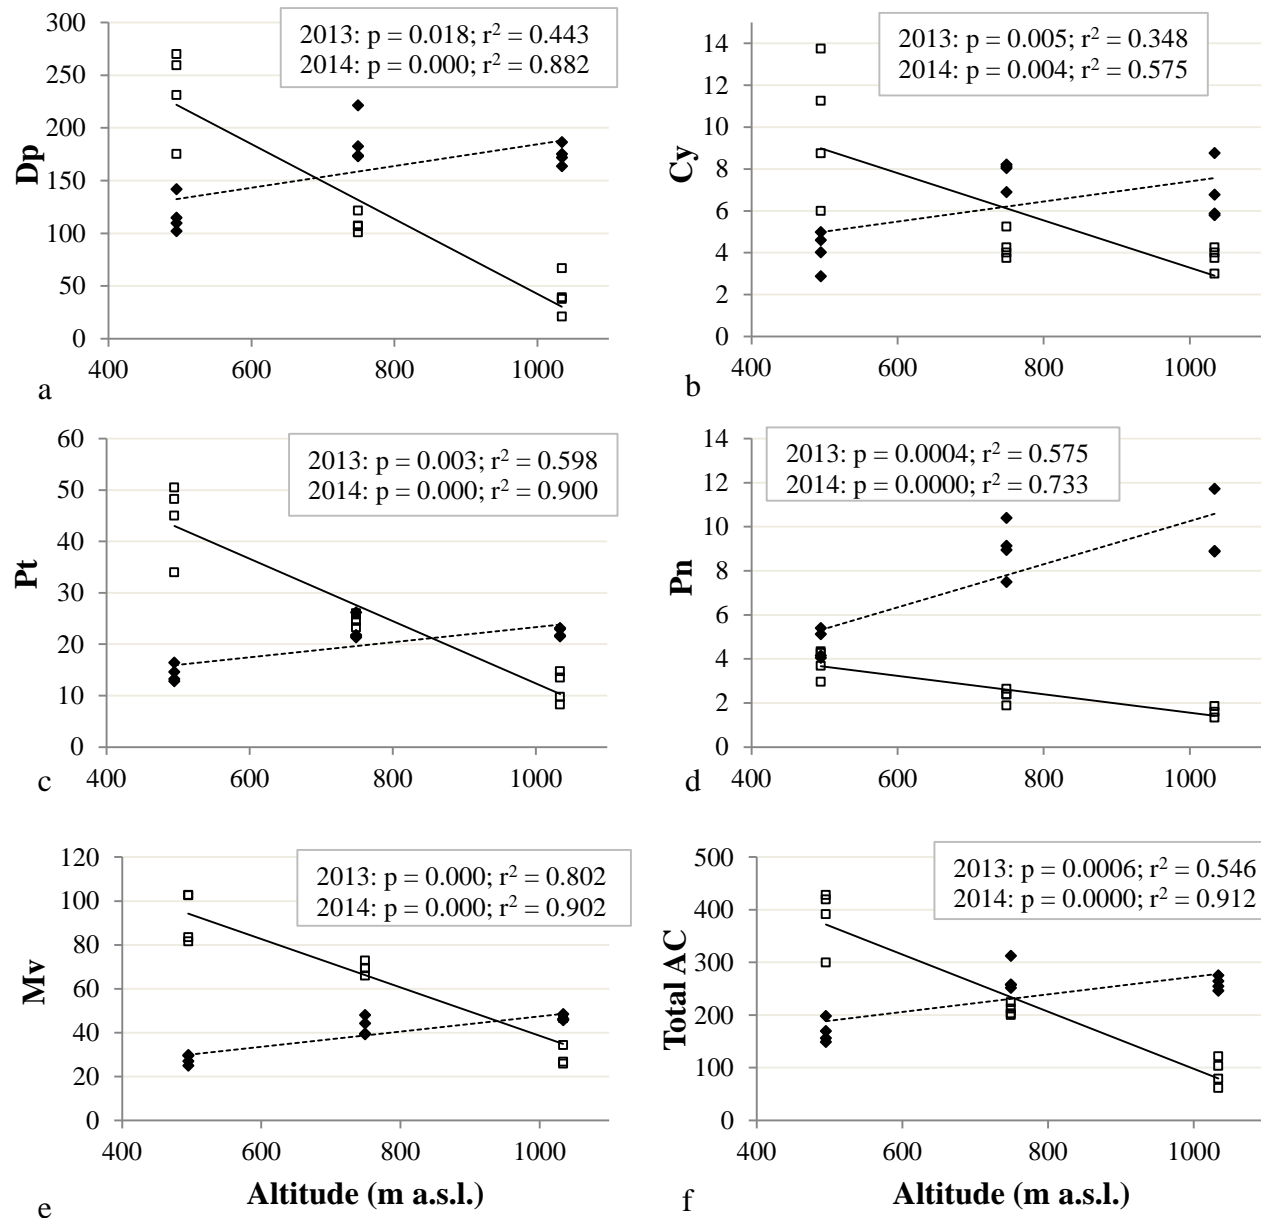 2013: p = 0.018; r² = 0.443
2014: p = 0.000; r² = 0.882
300
250
200
150
100
50
0
Dp
400 600 800 1000
a
2013: p = 0.005; r² = 0.348
2014: p = 0.004; r² = 0.575
14
12
10
8
6
4
2
0
Cy
400 600 800 1000
b
2013: p = 0.003; r² = 0.598
2014: p = 0.000; r² = 0.900
60
50
40
30
20
10
0
Pt
400 600 800 1000
c
2013: p = 0.0004; r² = 0.575
2014: p = 0.0000; r² = 0.733
14
12
10
8
6
4
2
0
Pn
400 600 800 1000
d
2013: p = 0.000; r² = 0.802
2014: p = 0.000; r² = 0.902
120
100
80
60
40
20
0
Mv
400 600 800 1000
Altitude (m a.s.l.)
e
2013: p = 0.0006; r² = 0.546
2014: p = 0.0000; r² = 0.912
500
400
300
200
100
0
Total AC
400 600 800 1000
Altitude (m a.s.l.)
f